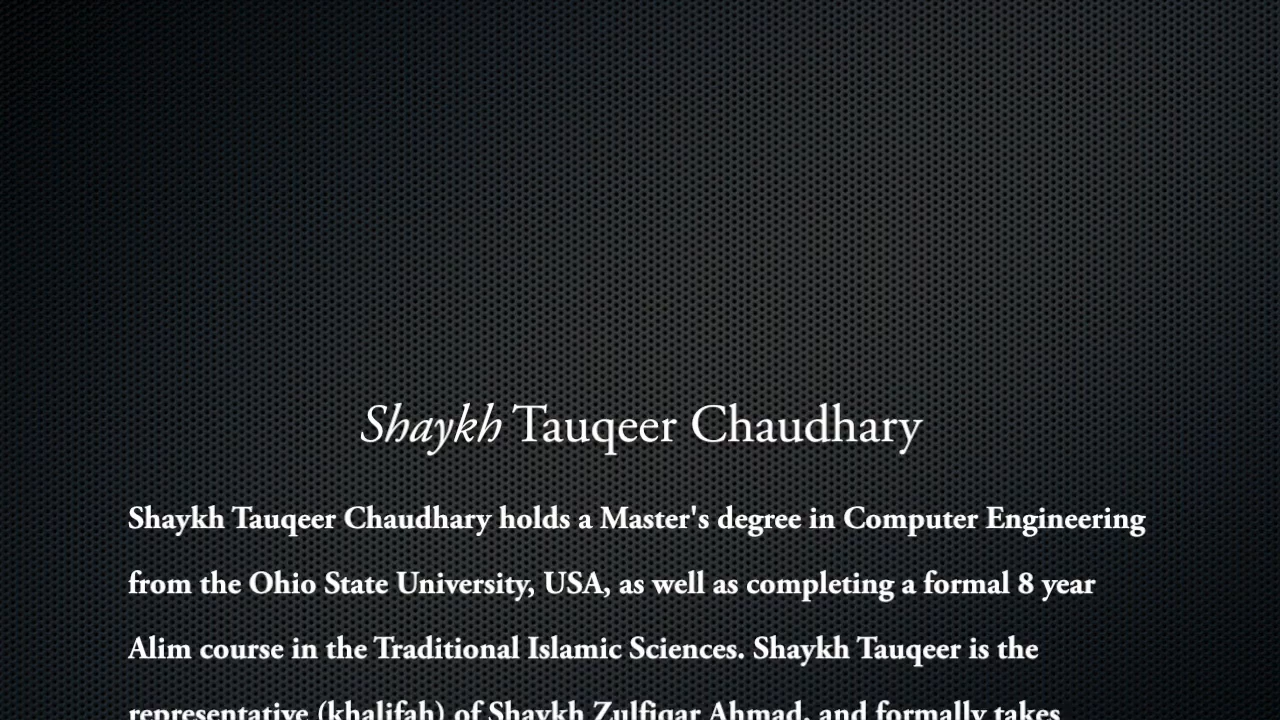 Shaykh Tauqeer Chaudhary
Shaykh Tauqeer Chaudhary holds a Master's degree in Computer Engineering
from the Ohio State University, USA, as well as completing a formal 8 year
Alim course in the Traditional Islamic Sciences. Shaykh Tauqeer is the
representative (khalifah) of Shaykh Zulfiqar Ahmad, and formally takes